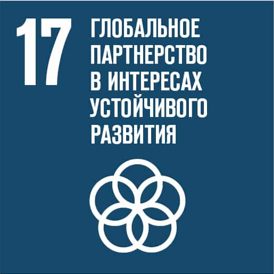 17 ГЛОБАЛЬНОЕ
ПАРТНЕРСТВО
В ИНТЕРЕСАХ
УСТОЙЧИВОГО
РАЗВИТИЯ